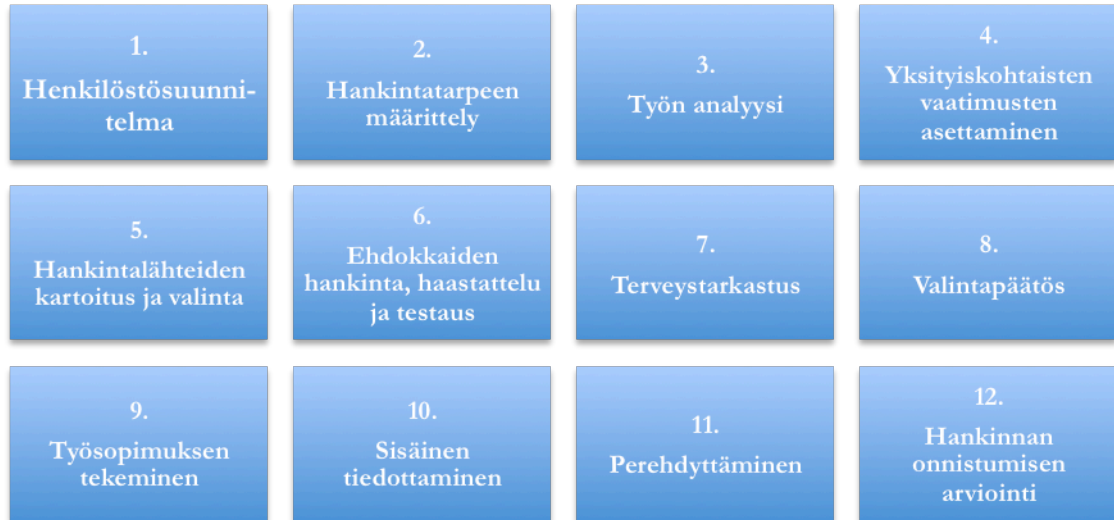 1.
Henkilöstösuunni-
telma
2.
Hankintatarpeen
määrittely
3.
Työn analyysi
4.
Yksityiskohtaisten
vaatimusten
asettaminen
5.
Hankintalähteiden
kartoitus ja valinta
6.
Ehdokkaiden
hankinta, haastattelu
ja testaus
7.
Terveystarkastus
8.
Valintapäätös
9.
Työsopimuksen
tekeminen
10.
Sisäinen
tiedottaminen
11.
Perehdyttäminen
12.
Hankinnan
onnistumisen
arviointi